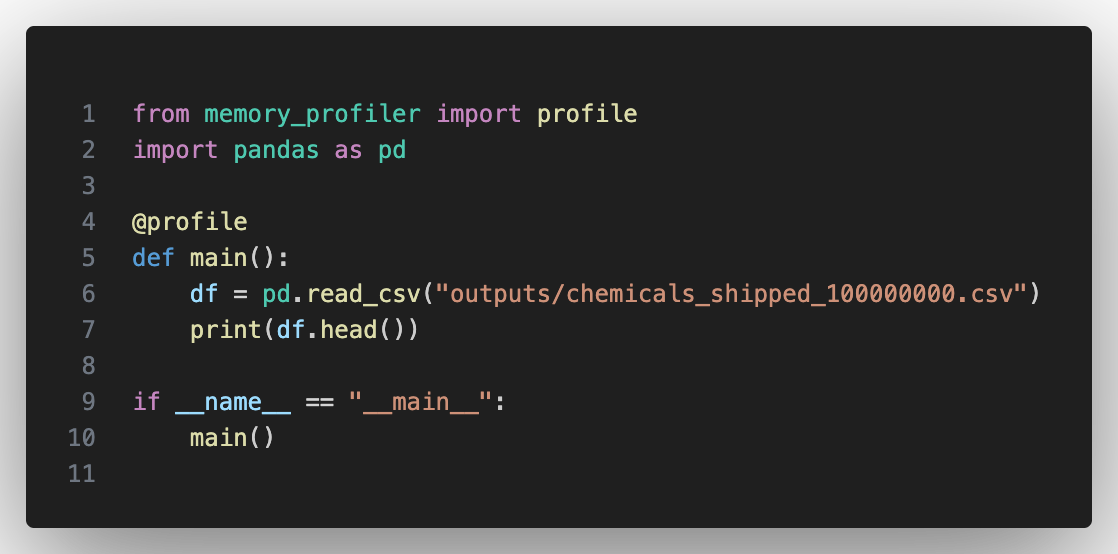 1 from memory_profiler import profile
2 import pandas as pd
3
4 @profile
5 def main():
6     df = pd.read_csv("outputs/chemicals_shipped_100000000.csv")
7     print(df.head())
8
9 if __name__ == "__main__":
10     main()
11